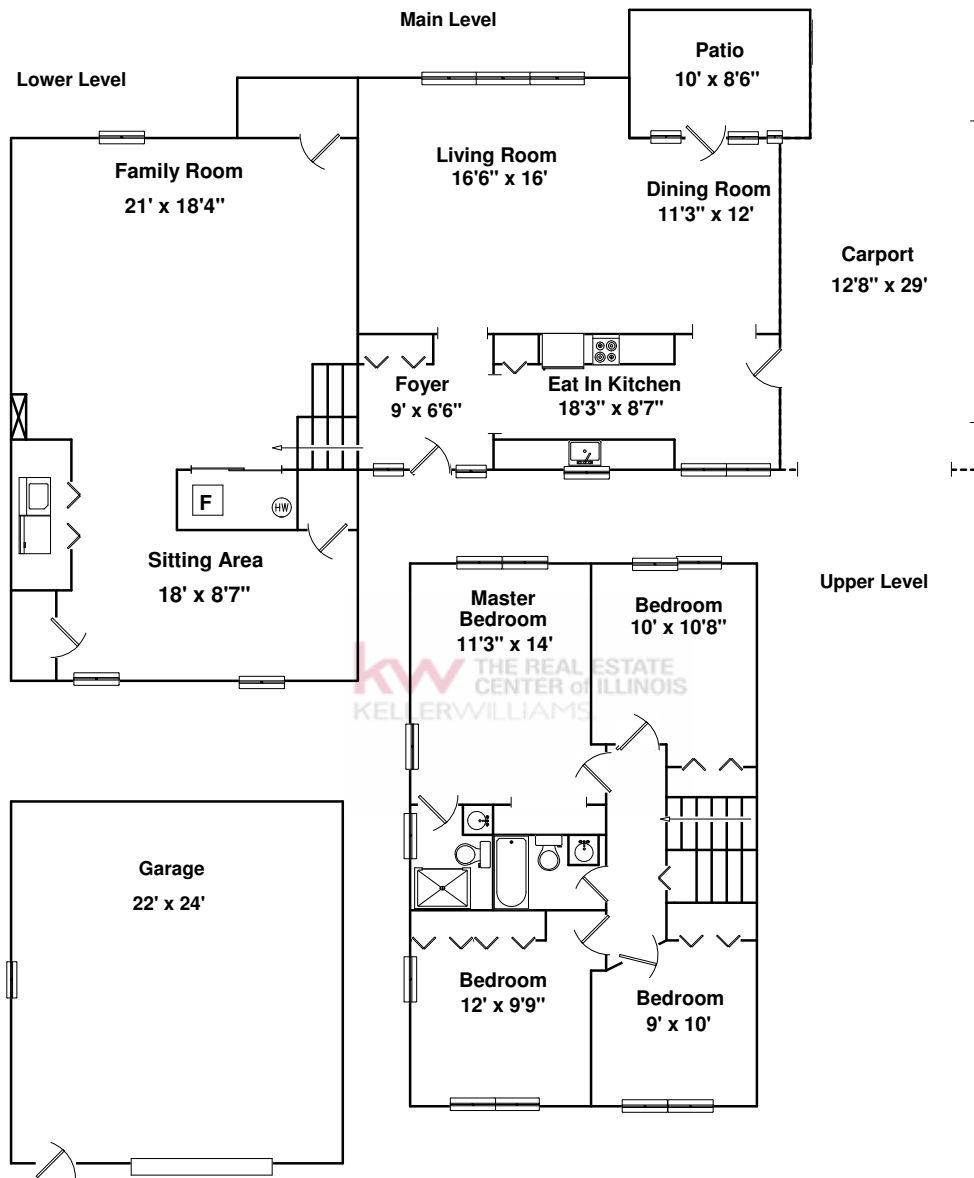 Main Level
Lower Level
Patio
10' x 8'6"
Family Room
21' x 18'4"
Living Room
16'6" x 16'
Dining Room
11'3" x 12'
Carport
12'8" x 29'
Foyer
9' x 6'6"
Eat In Kitchen
18'3" x 8'7"
F
HW
Sitting Area
18' x 8'7"
Upper Level
Master
Bedroom
11'3" x 14'
Bedroom
10' x 10'8"
kw THE REAL ESTATE
CENTER of ILLINOIS
KELLERWILLIAMS.
Garage
22' x 24'
Bedroom
12' x 9'9"
Bedroom
9' x 10'